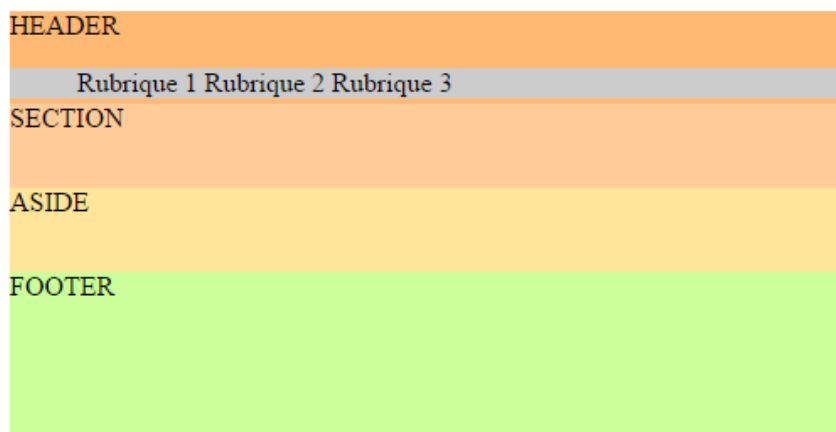 HEADER
Rubrique 1 Rubrique 2 Rubrique 3
SECTION
ASIDE
FOOTER